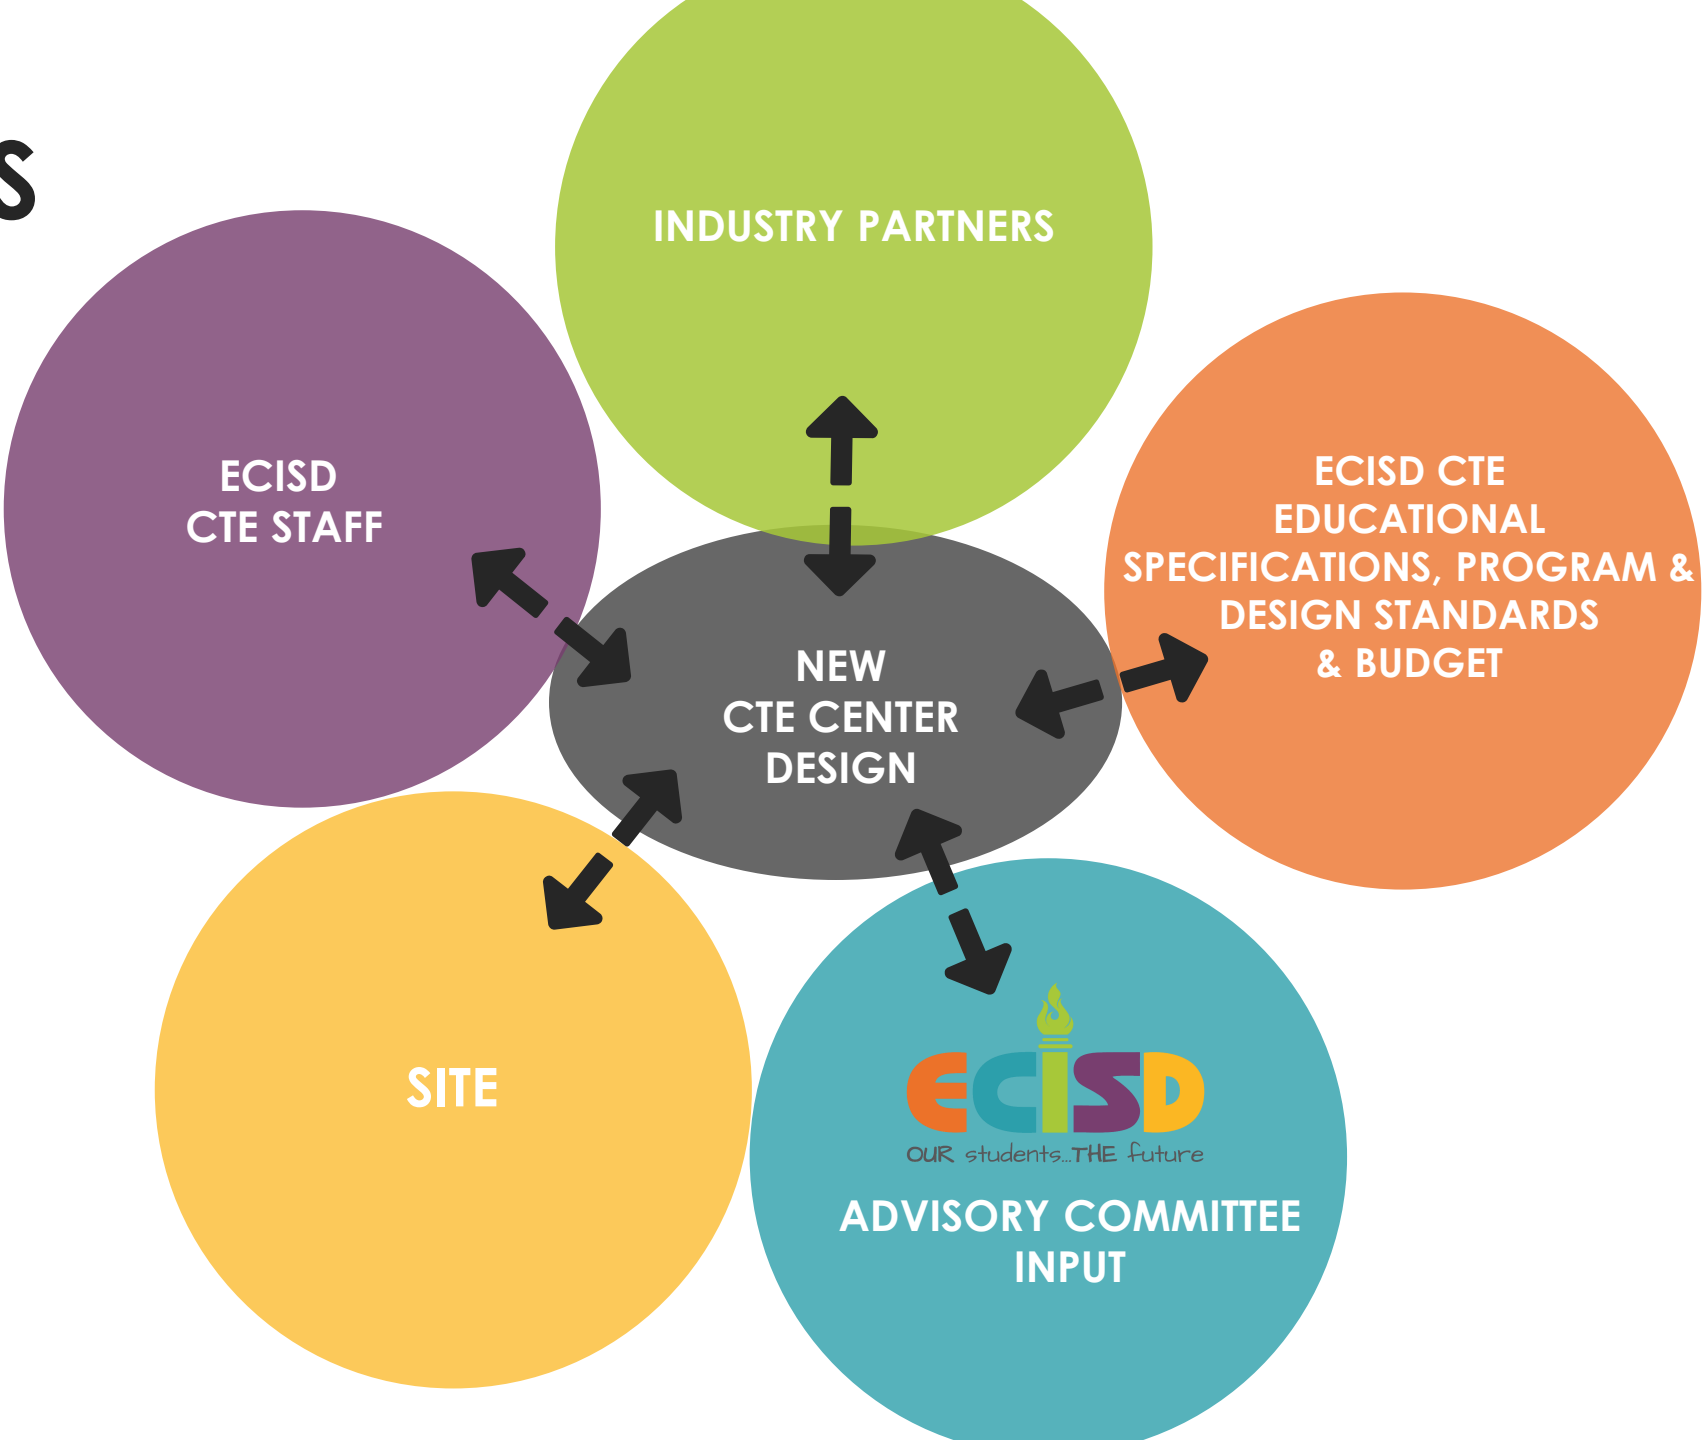 S
INDUSTRY PARTNERS
ECISD
CTE STAFF
ECISD CTE
EDUCATIONAL
SPECIFICATIONS, PROGRAM &
DESIGN STANDARDS
& BUDGET
NEW
CTE CENTER
DESIGN
SITE
ECISD
OUR students...THE future
ADVISORY COMMITTEE
INPUT